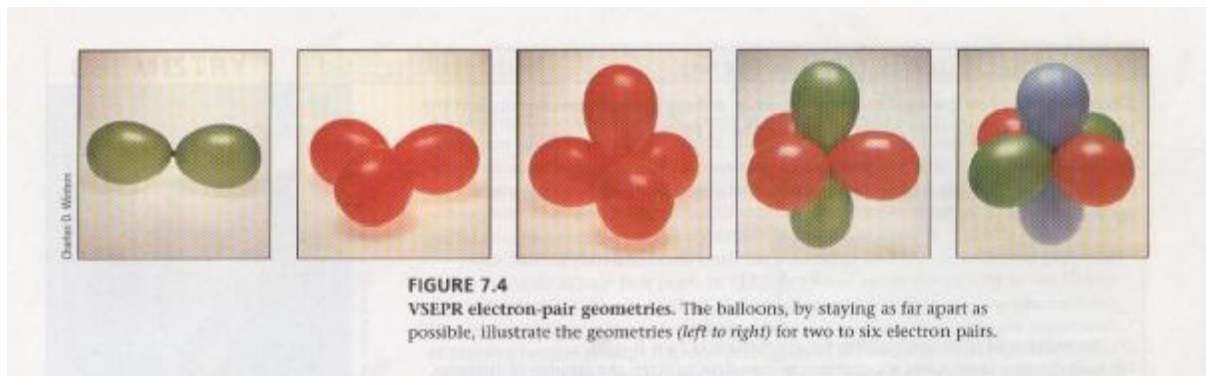 Charles D. Winters
FIGURE 7.4
VSEPR electron-pair geometries. The balloons, by staying as far apart as
possible, illustrate the geometries (left to right) for two to six electron pairs.